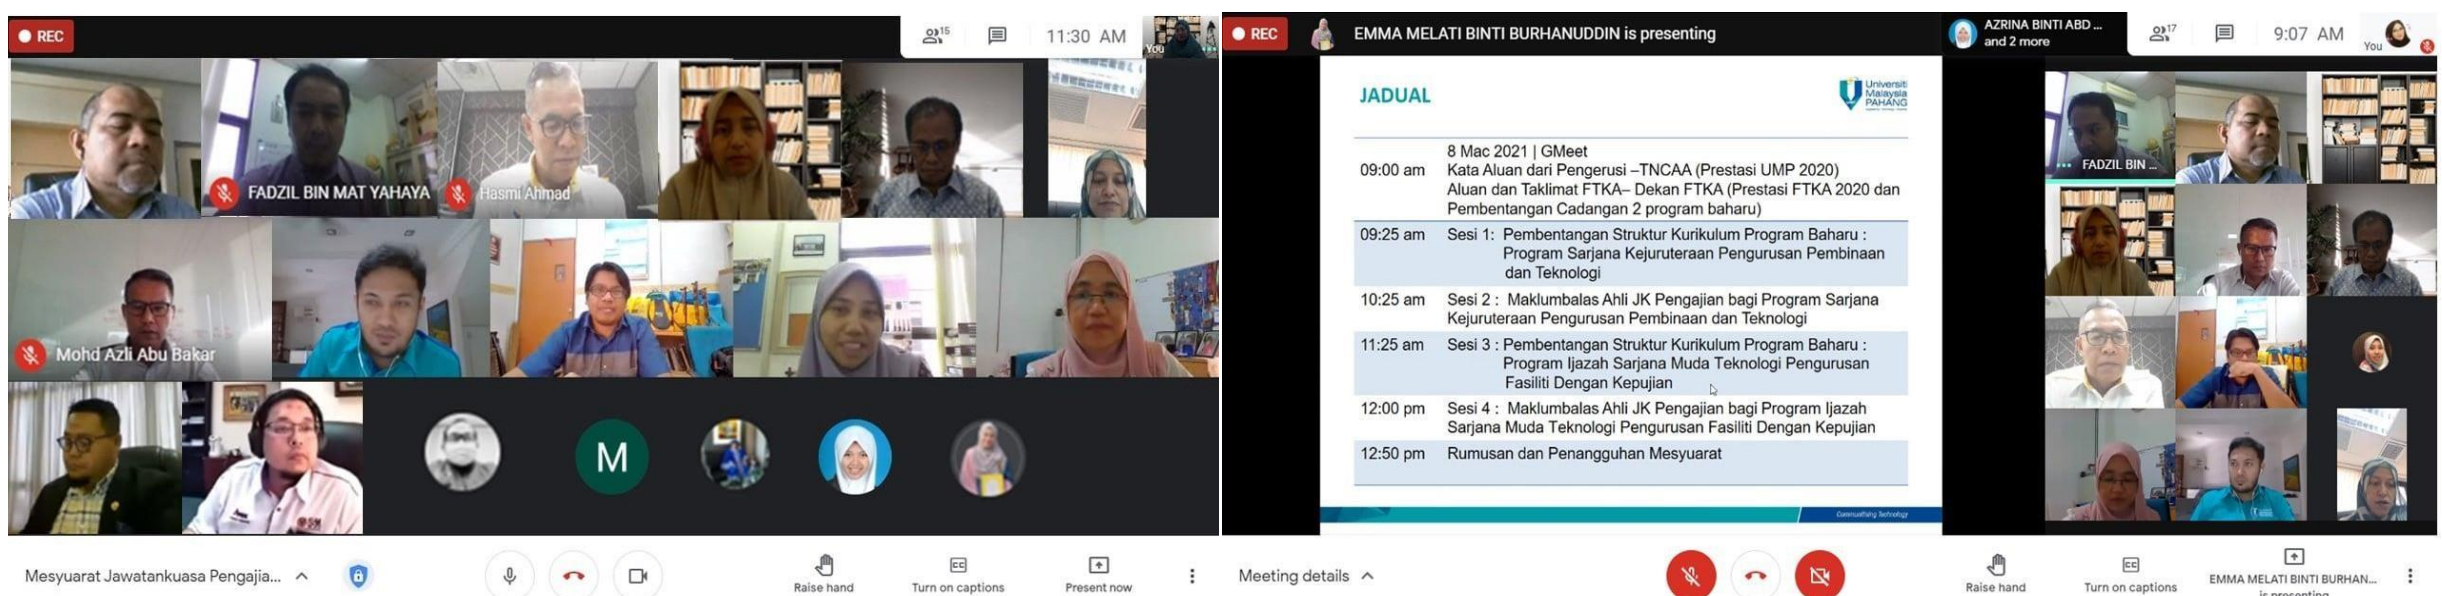 REC
15
11:30 AM
You
FADZIL BIN MAT YAHAYA
Hasmi Ahmad
Mohd Azli Abu Bakar
M
Mesyuarat Jawatankuasa Pengajia...
Raise hand
CC
Turn on captions
Present now
REC
EMMA MELATI BINTI BURHANUDDIN is presenting
AZRINA BINTI ABD ...
and 2 more
17
9:07 AM
You
JADUAL
Universiti
Malaysia
PAHANG
8 Mac 2021 | GMeet
09:00 am Kata Aluan dari Pengerusi –TNCAA (Prestasi UMP 2020)
Aluan dan Taklimat FTKA– Dekan FTKA (Prestasi FTKA 2020 dan
Pembentangan Cadangan 2 program baharu)
09:25 am Sesi 1: Pembentangan Struktur Kurikulum Program Baharu :
Program Sarjana Kejuruteraan Pengurusan Pembinaan
dan Teknologi
10:25 am Sesi 2 : Maklumbalas Ahli JK Pengajian bagi Program Sarjana
Kejuruteraan Pengurusan Pembinaan dan Teknologi
11:25 am Sesi 3 : Pembentangan Struktur Kurikulum Program Baharu :
Program Ijazah Sarjana Muda Teknologi Pengurusan
Fasiliti Dengan Kepujian
12:00 pm Sesi 4 : Maklumbalas Ahli JK Pengajian bagi Program Ijazah
Sarjana Muda Teknologi Pengurusan Fasiliti Dengan Kepujian
12:50 pm Rumusan dan Penangguhan Mesyuarat
Communitising Technology
FADZIL BIN ...
Meeting details
Raise hand
CC
Turn on captions
EMMA MELATI BINTI BURHAN...
is presenting